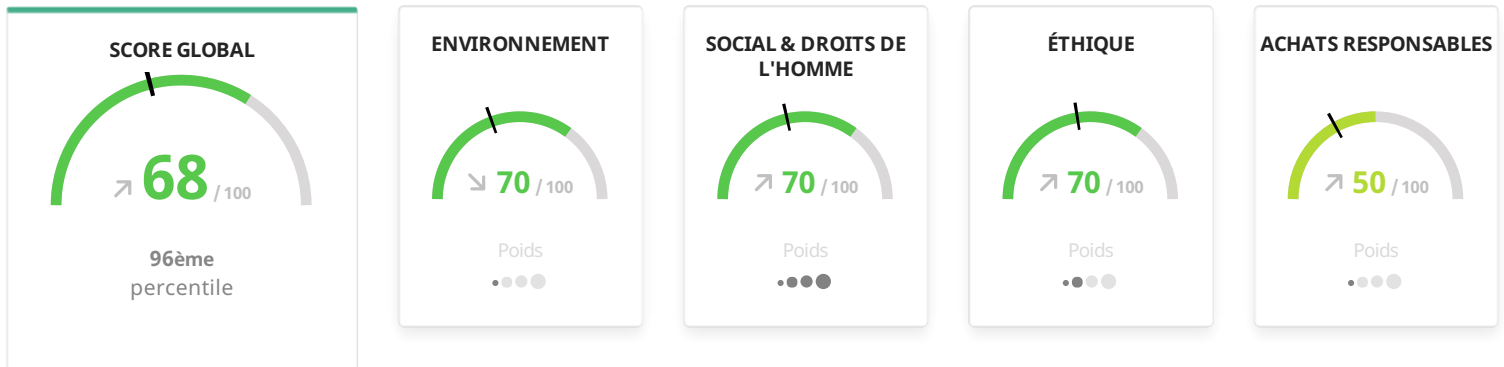 SCORE GLOBAL
68 / 100
96ème
percentile
ENVIRONNEMENT
70 / 100
Poids
SOCIAL & DROITS DE
L'HOMME
70 / 100
Poids
ÉTHIQUE
70 / 100
Poids
ACHATS RESPONSABLES
50 / 100
Poids